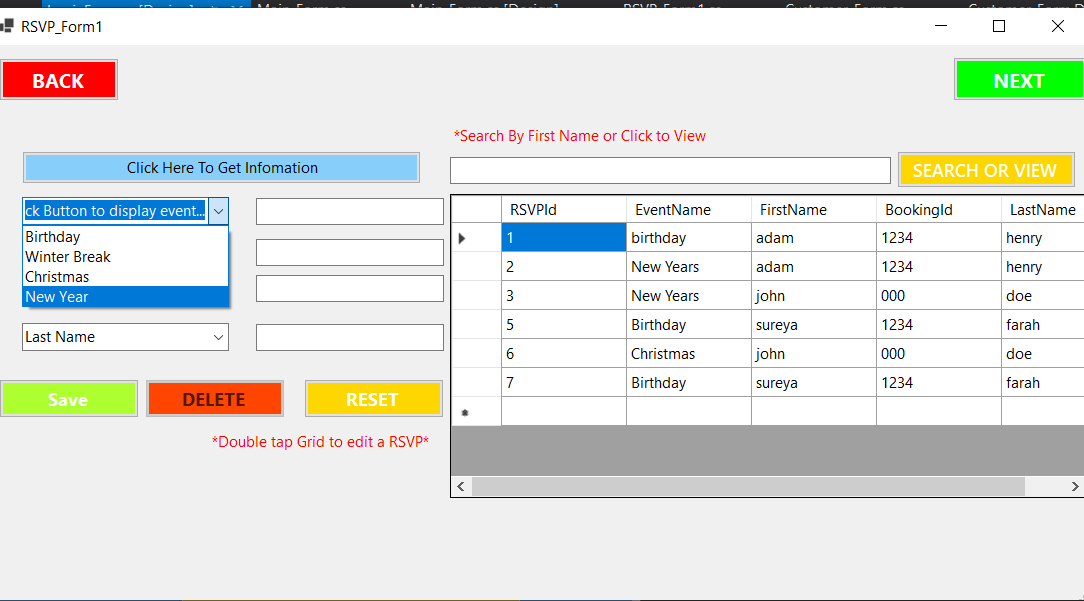 RSVP_Form1
BACK
NEXT
*Search By First Name or Click to View
Click Here To Get Infomation
SEARCH OR VIEW
ck Button to display event...
Birthday
Winter Break
Christmas
New Year
Last Name
Save DELETE RESET
*Double tap Grid to edit a RSVP*
RSVPId EventName FirstName BookingId LastName
1 birthday adam 1234 henry
2 New Years adam 1234 henry
3 New Years john 000 doe
5 Birthday sureya 1234 farah
6 Christmas john 000 doe
7 Birthday sureya 1234 farah